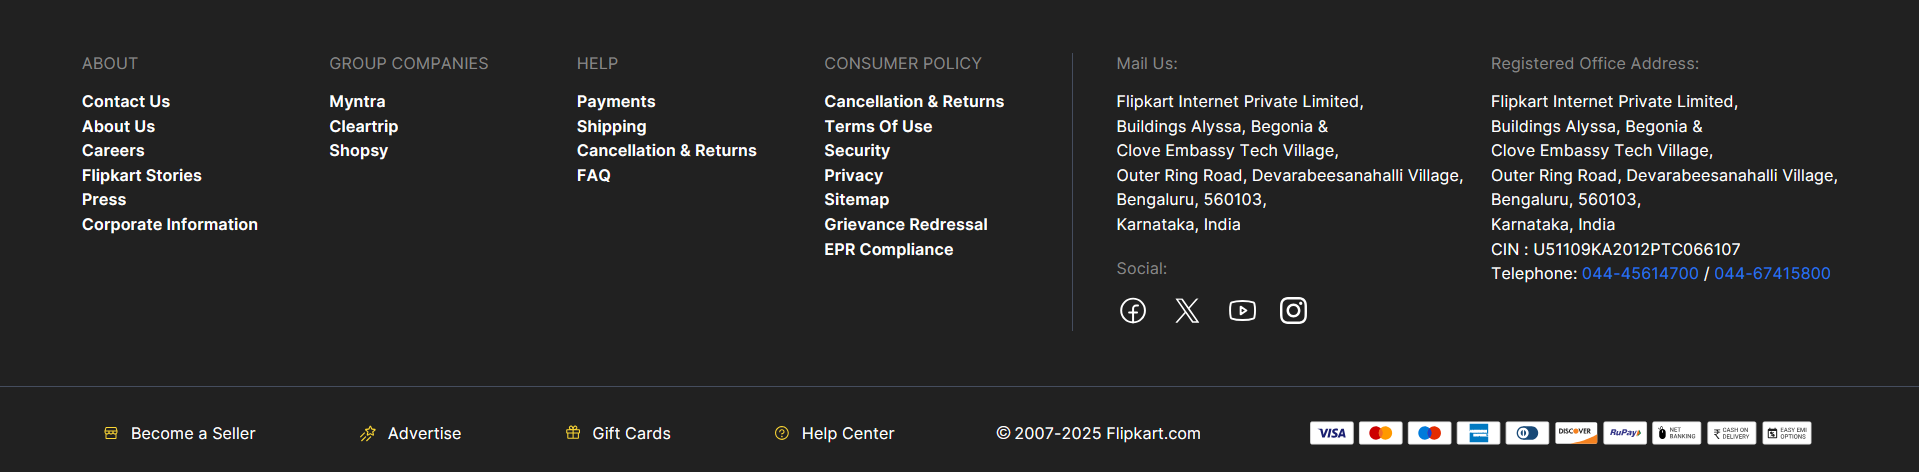 ABOUT
Contact Us
About Us
Careers
Flipkart Stories
Press
Corporate Information
GROUP COMPANIES
Myntra
Cleartrip
Shopsy
HELP
Payments
Shipping
Cancellation & Returns
FAQ
CONSUMER POLICY
Cancellation & Returns
Terms Of Use
Security
Privacy
Sitemap
Grievance Redressal
EPR Compliance
Mail Us:
Flipkart Internet Private Limited,
Buildings Alyssa, Begonia &
Clove Embassy Tech Village,
Outer Ring Road, Devarabeesanahalli Village,
Bengaluru, 560103,
Karnataka, India
Social:
Registered Office Address:
Flipkart Internet Private Limited,
Buildings Alyssa, Begonia &
Clove Embassy Tech Village,
Outer Ring Road, Devarabeesanahalli Village,
Bengaluru, 560103,
Karnataka, India
CIN : U51109KA2012PTC066107
Telephone: 044-45614700 / 044-67415800
Become a Seller
Advertise
Gift Cards
Help Center
© 2007-2025 Flipkart.com
VISA
DISCOVER
RuPay
NET
BANKING
₹ CASH ON
DELIVERY
EASY EMI
OPTIONS